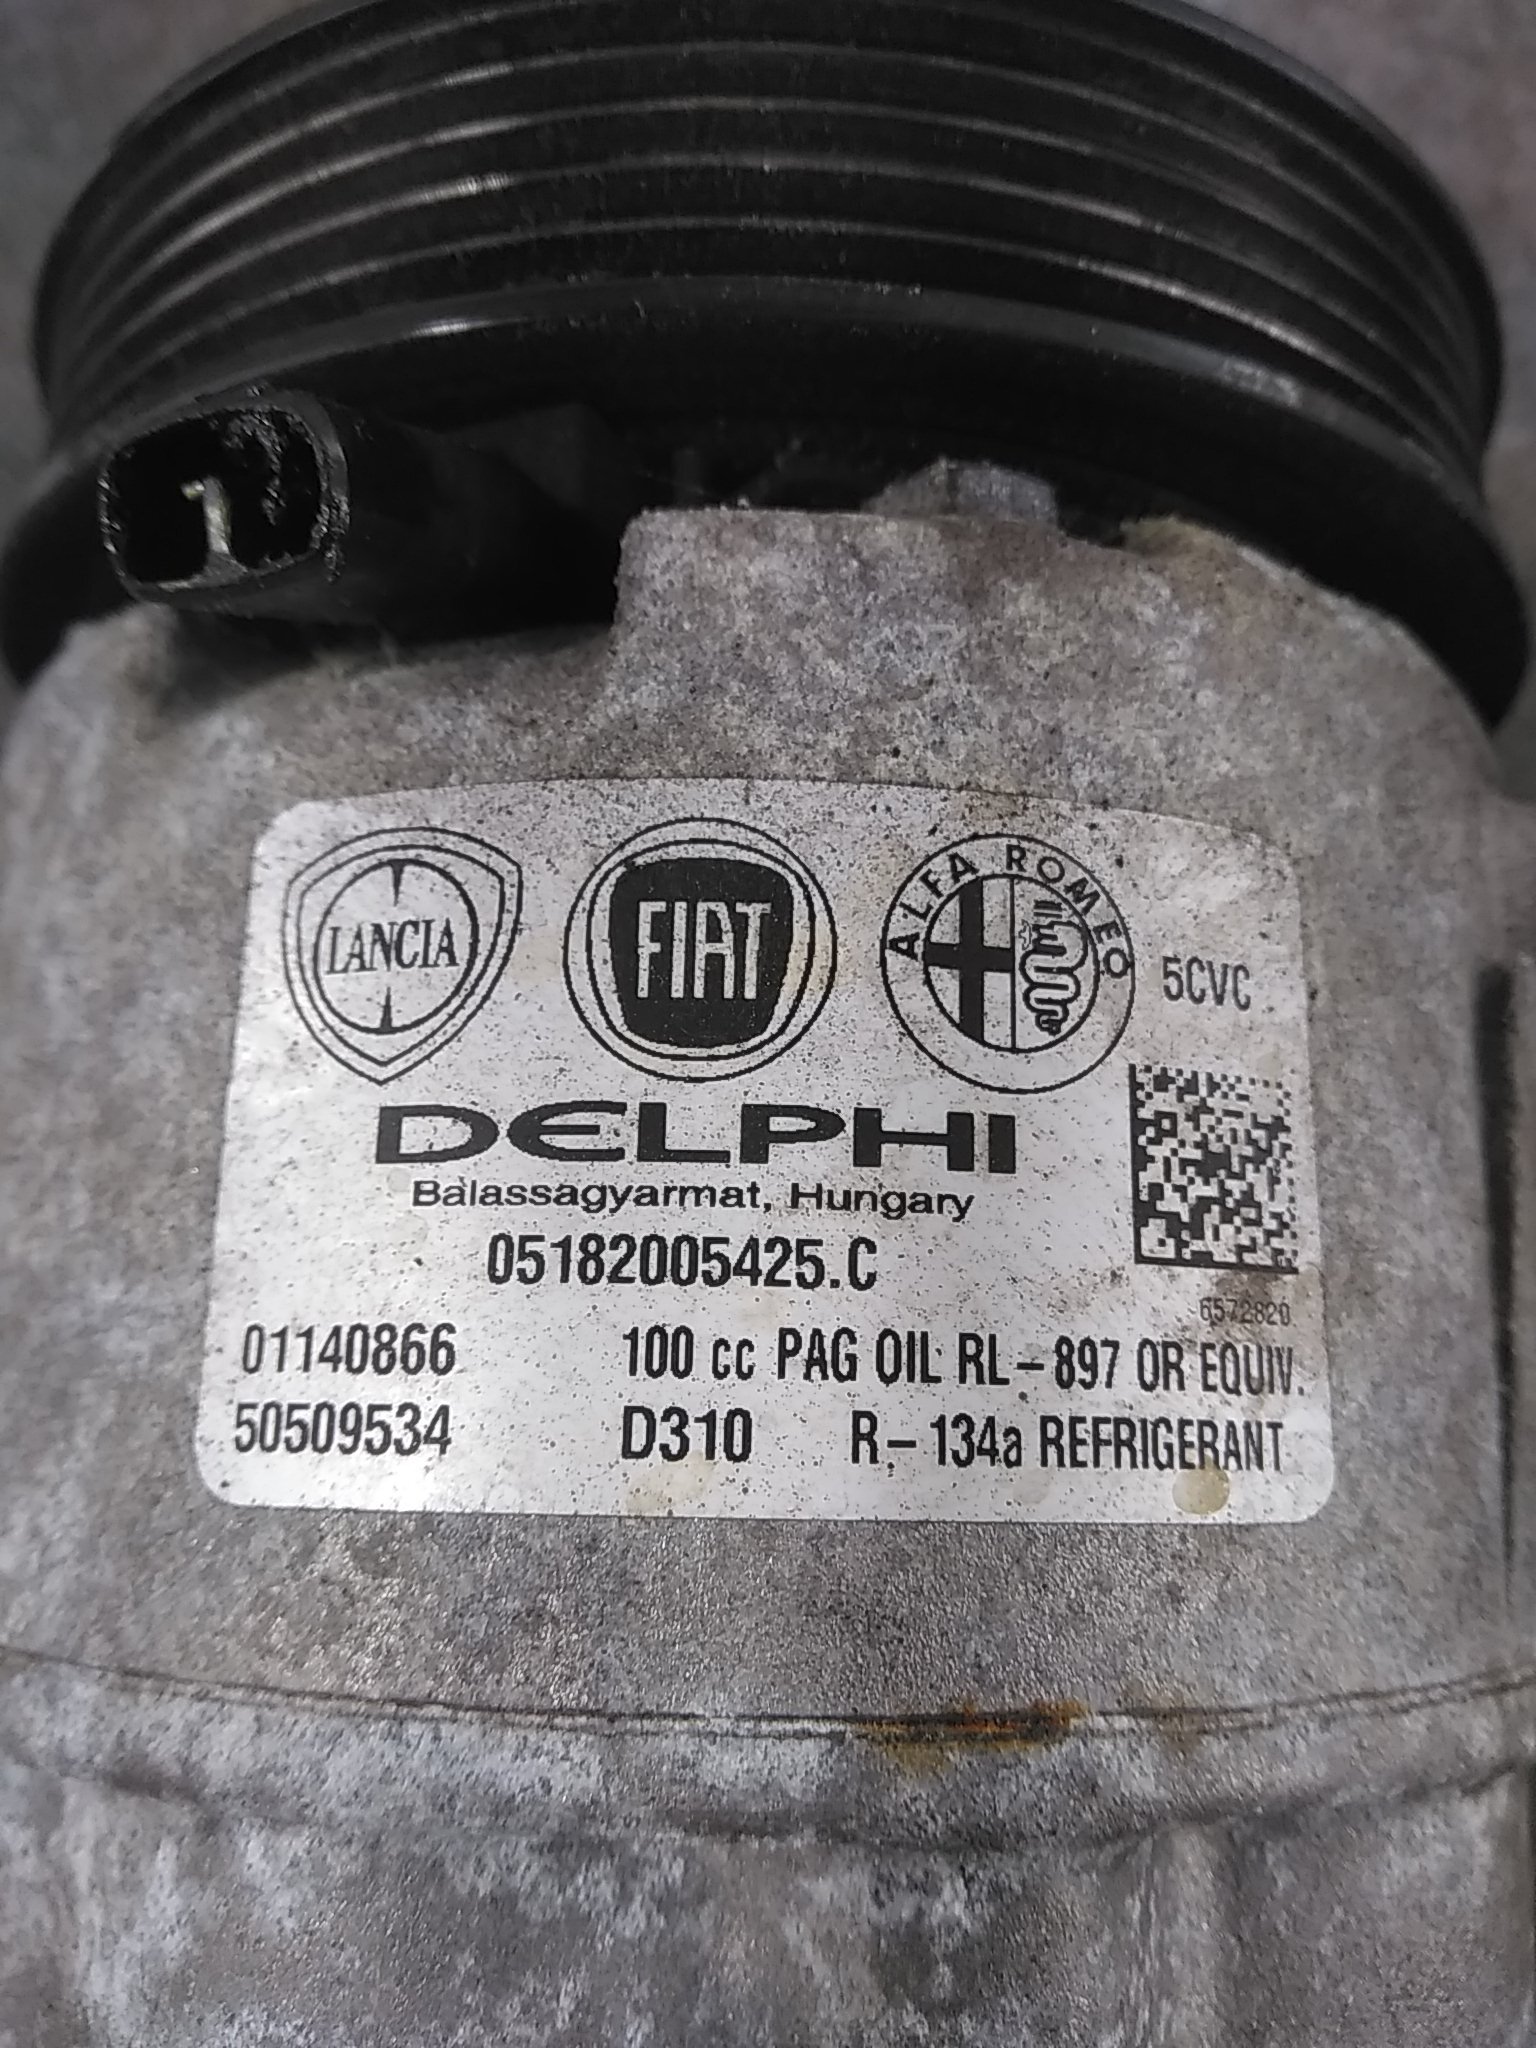 LANCIA
FIAT
ALFA ROMEO
5CVC
DELPHI
Balassagyarmat, Hungary
05182005425.C
6572820
01140866 100 cc PAG OIL RL-897 OR EQUIV.
50509534 D310 R-134a REFRIGERANT